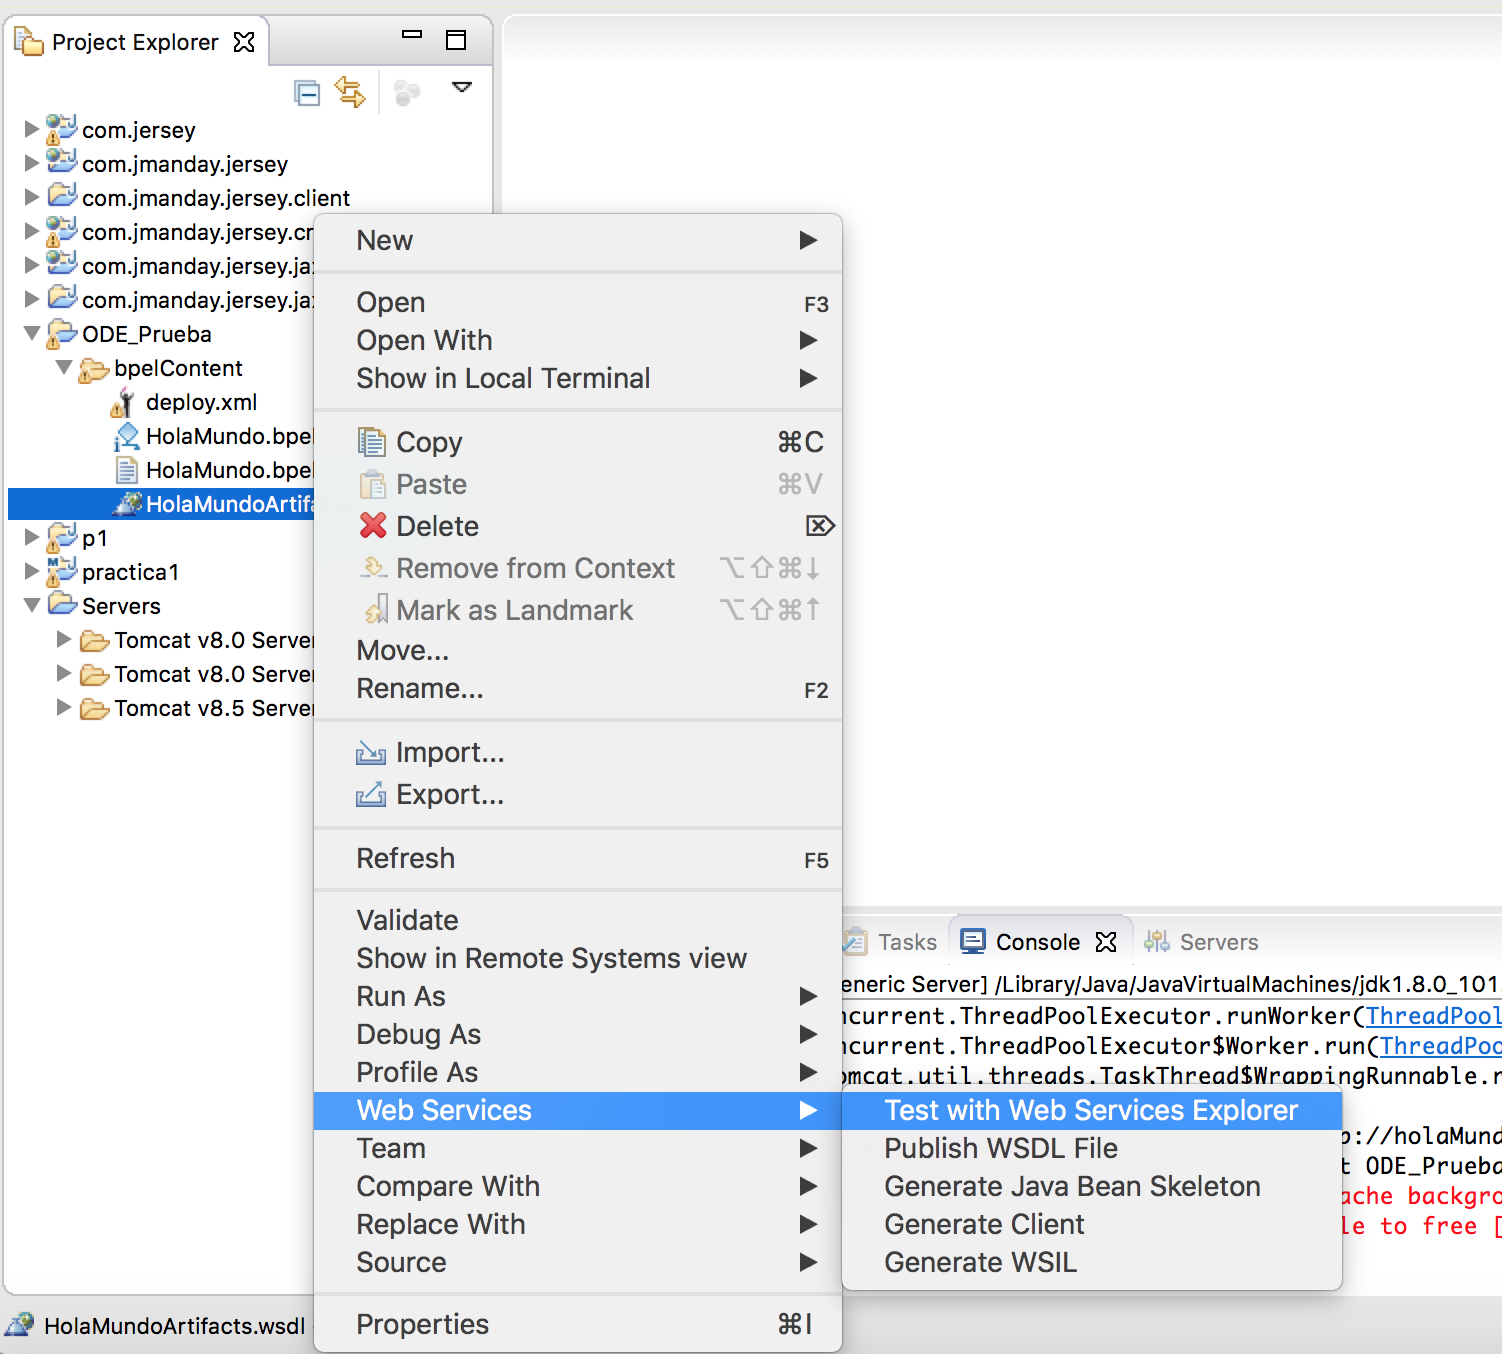 Project Explorer
com.jersey
com.jmanday.jersey
com.jmanday.jersey.client
com.jmanday.jersey.cr
com.jmanday.jersey.ja
com.jmanday.jersey.ja
ODE_Prueba
bpelContent
deploy.xml
HolaMundo.bpel
HolaMundo.bpe
HolaMundoArtif
p1
practica1
Servers
Tomcat v8.0 Server
Tomcat v8.0 Server
Tomcat v8.5 Server
New
Open F3
Open With
Show in Local Terminal
Copy ⌘C
Paste ⌘V
Delete ⌦
Remove from Context ⌥⇧⌘↓
Mark as Landmark ⌥⇧⌘↑
Move...
Rename... F2
Import...
Export...
Refresh F5
Validate
Show in Remote Systems view
Run As
Debug As
Profile As
Web Services
Team
Compare With
Replace With
Source
Properties ⌘I
Test with Web Services Explorer
Publish WSDL File
Generate Java Bean Skeleton
Generate Client
Generate WSIL
Tasks Console Servers
eneric Server] /Library/Java/JavaVirtualMachines/jdk1.8.0_101
ncurrent.ThreadPoolExecutor.runWorker(ThreadPool
ncurrent.ThreadPoolExecutor$Worker.run(ThreadPoo
omcat.util.threads.TaskThread$WrappingRunnable.r
p://holaMund
t ODE_Prueba
ache backgro
le to free [
HolaMundoArtifacts.wsdl